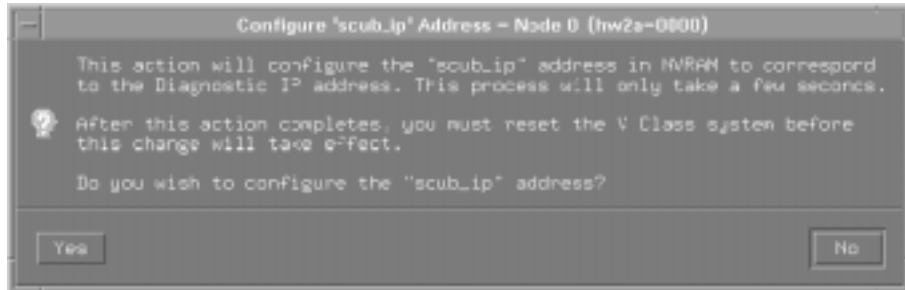 Configure 'scub_ip' Address - Node 0 (hw2a-0000)
This action will configure the "scub_ip" address in NVRAM to correspond
to the Diagnostic IP address. This process will only take a few seconds.
After this action completes, you must reset the V Class system before
this change will take effect.
Do you wish to configure the "scub_ip" address?
Yes
No